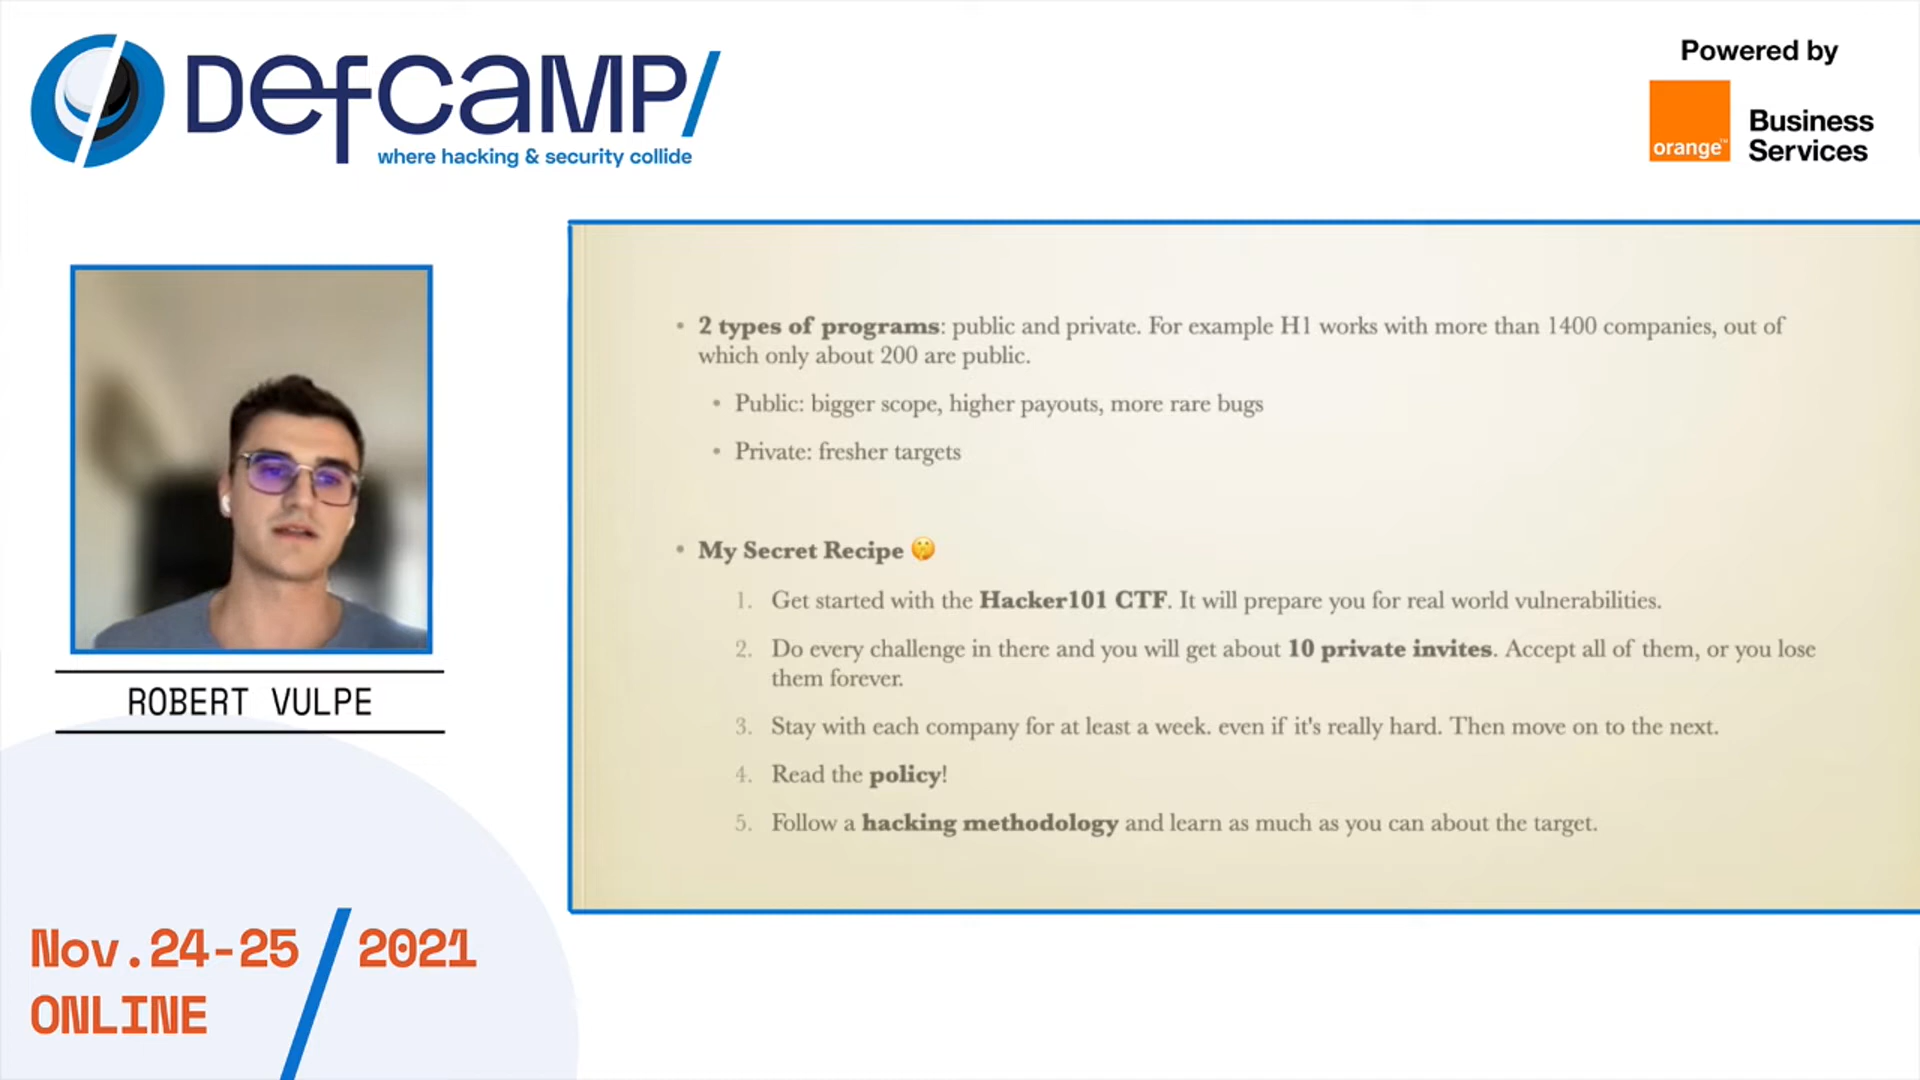 DefCAMP/
where hacking & security collide
Powered by
orange™
Business
Services
• 2 types of programs: public and private. For example H1 works with more than 1400 companies, out of
which only about 200 are public.
• Public: bigger scope, higher payouts, more rare bugs
• Private: fresher targets
• My Secret Recipe 🤫
1. Get started with the Hacker101 CTF. It will prepare you for real world vulnerabilities.
2. Do every challenge in there and you will get about 10 private invites. Accept all of them, or you lose
them forever.
3. Stay with each company for at least a week. even if it's really hard. Then move on to the next.
4. Read the policy!
5. Follow a hacking methodology and learn as much as you can about the target.
ROBERT VULPE
Nov.24-25/2021
ONLINE